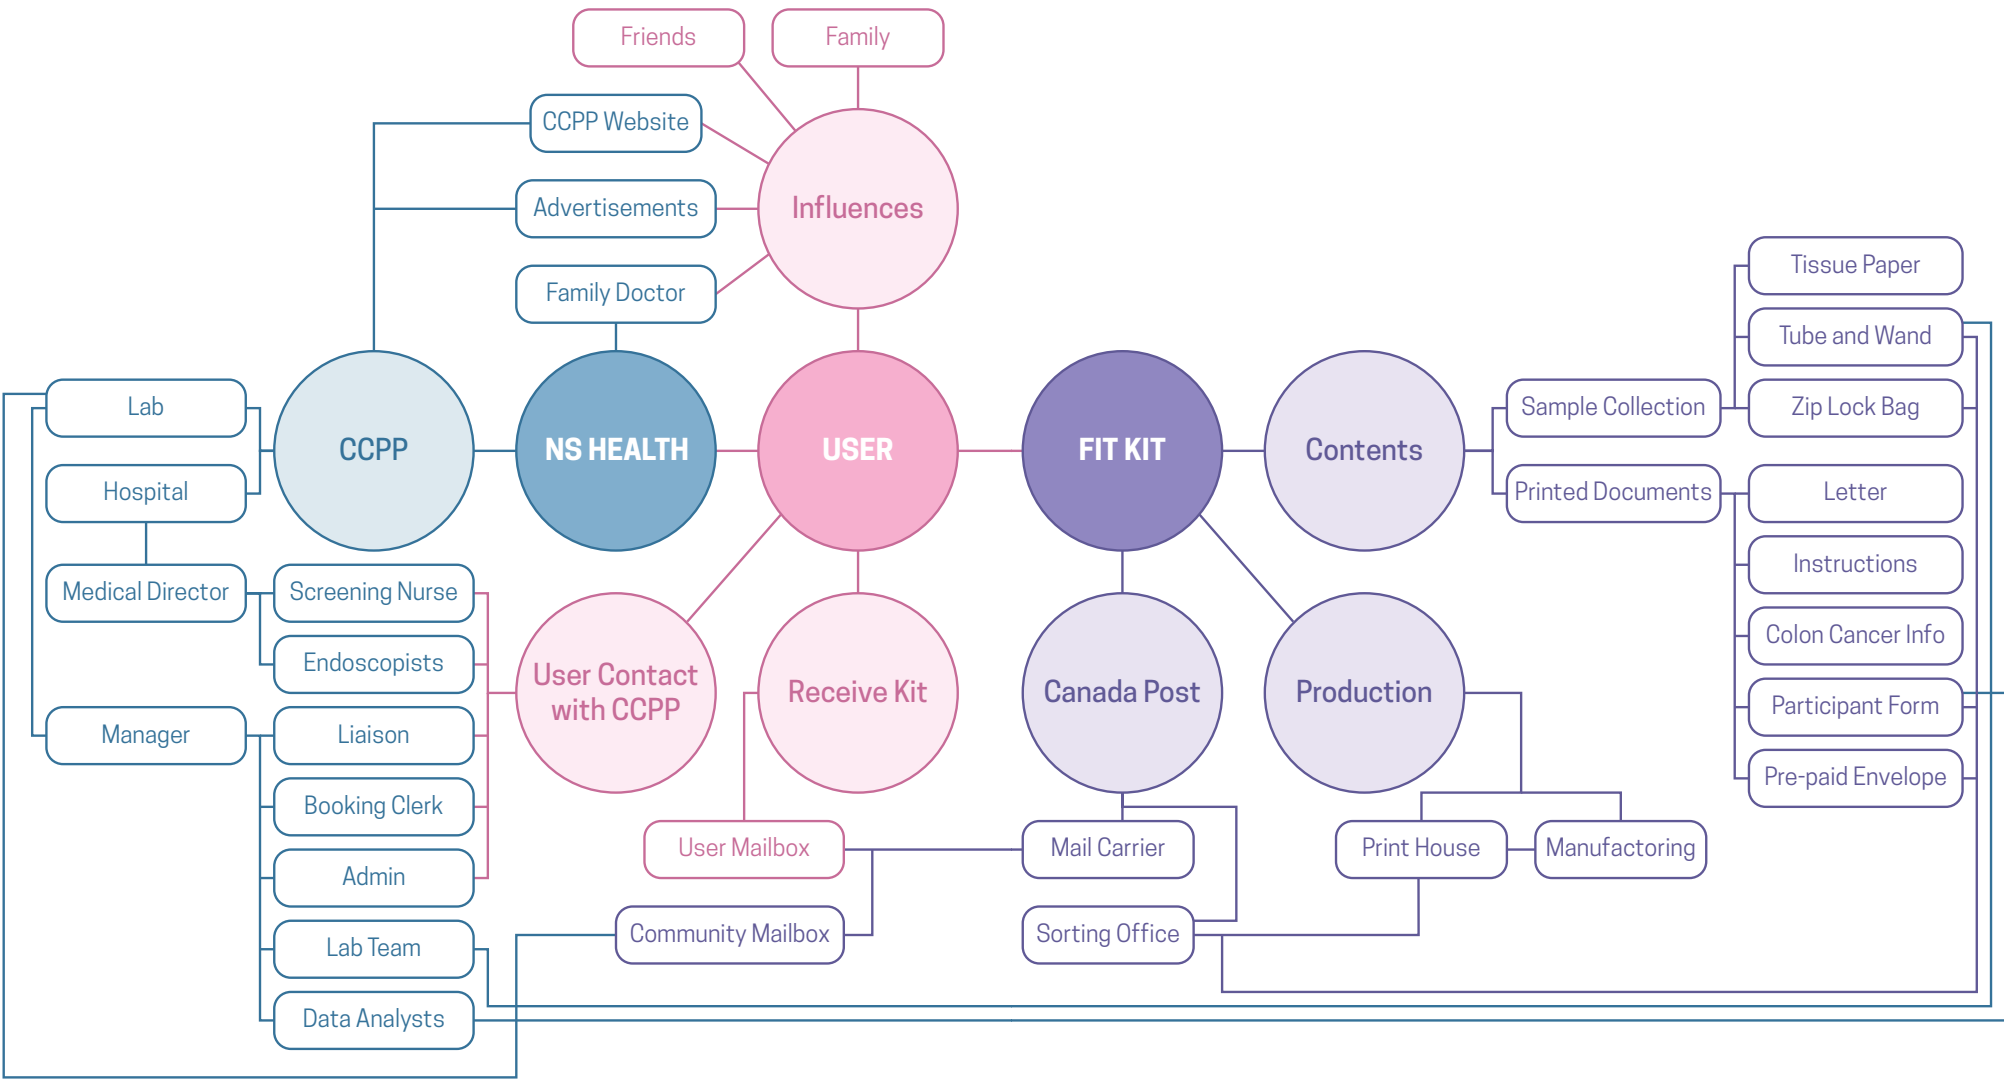 Friends
Family
CCPP Website
Advertisements
Influences
Family Doctor
Tissue Paper
Tube and Wand
Lab
Sample Collection
Zip Lock Bag
CCPP
NS HEALTH
USER
FIT KIT
Contents
Hospital
Printed Documents
Letter
Instructions
Medical Director
Screening Nurse
Colon Cancer Info
Endoscopists
User Contact
with CCPP
Receive Kit
Canada Post
Production
Participant Form
Manager
Liaison
Pre-paid Envelope
Booking Clerk
User Mailbox
Mail Carrier
Print House
Manufactoring
Admin
Lab Team
Community Mailbox
Sorting Office
Data Analysts